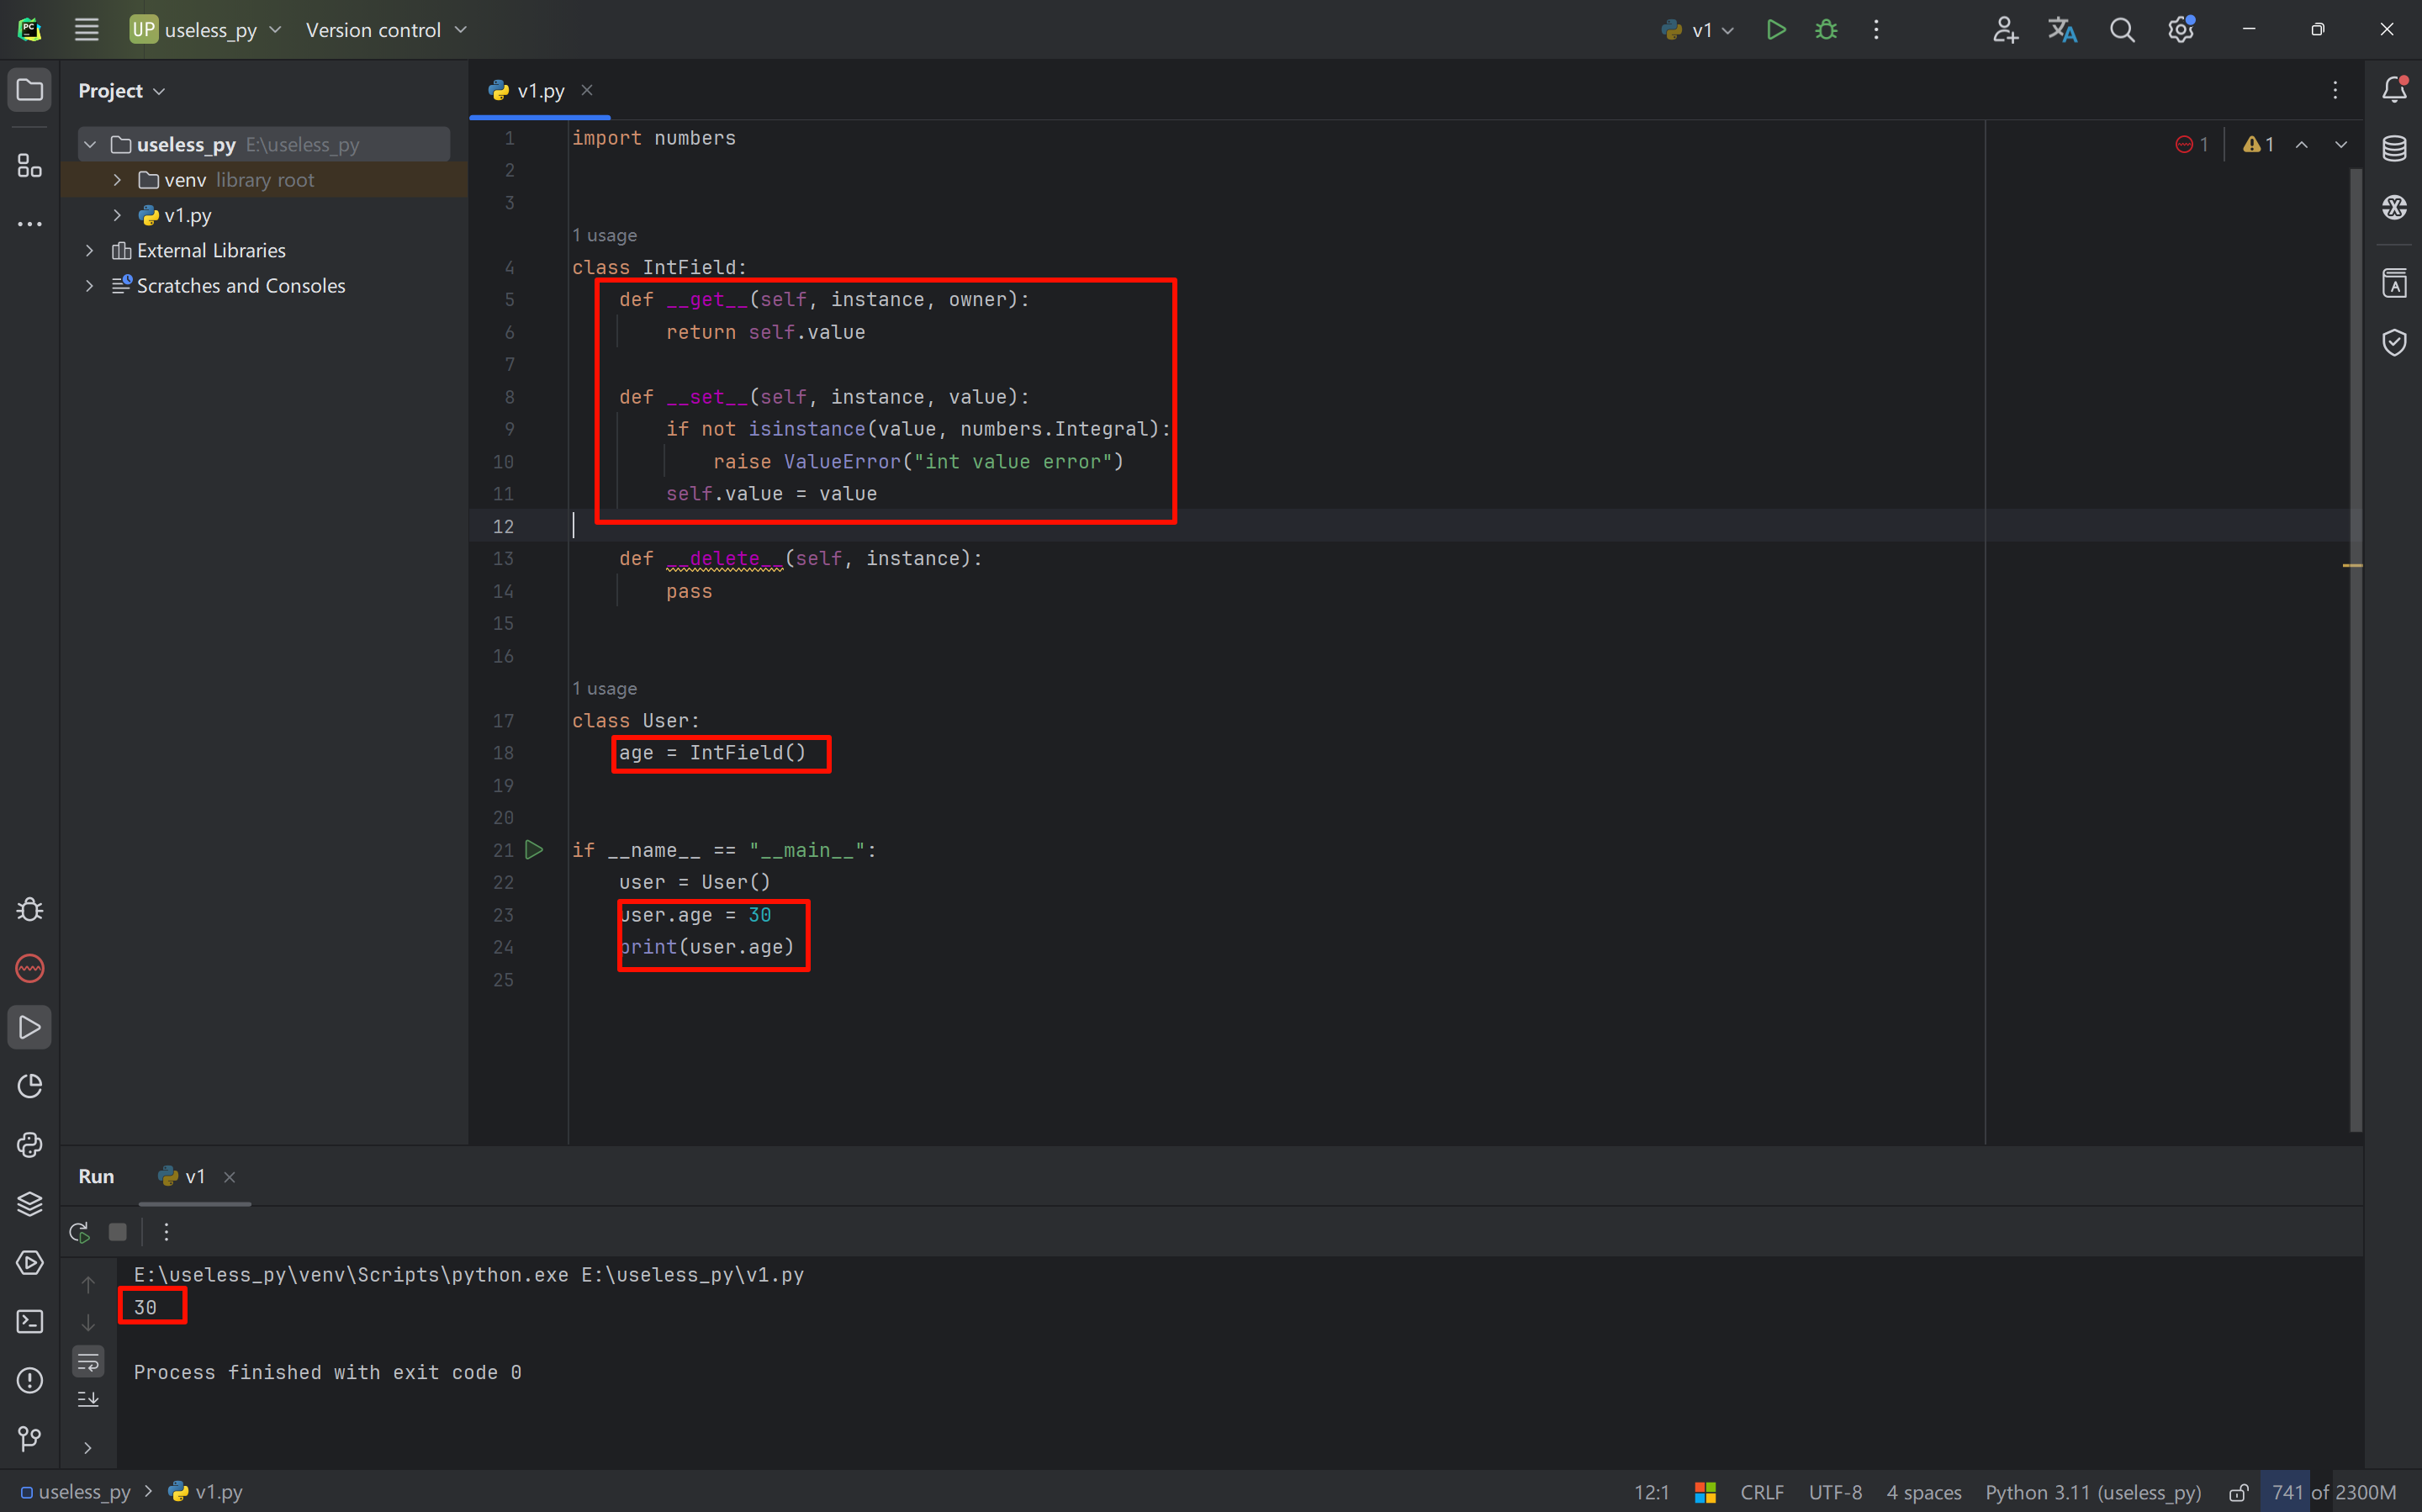 PC UP useless_py Version control v1
Project
useless_py E:\useless_py
venv library root
v1.py
External Libraries
Scratches and Consoles
v1.py
1 1
1 import numbers
2
3
1 usage
4 class IntField:
5 def __get__(self, instance, owner):
6 return self.value
7
8 def __set__(self, instance, value):
9 if not isinstance(value, numbers.Integral):
10 raise ValueError("int value error")
11 self.value = value
12
13 def __delete__(self, instance):
14 pass
15
16
1 usage
17 class User:
18 age = IntField()
19
20
21 if __name__ == "__main__":
22 user = User()
23 user.age = 30
24 print(user.age)
25
Run v1
E:\useless_py\venv\Scripts\python.exe E:\useless_py\v1.py
30
Process finished with exit code 0
useless_py v1.py
12:1 CRLF UTF-8 4 spaces Python 3.11 (useless_py) 741 of 2300M